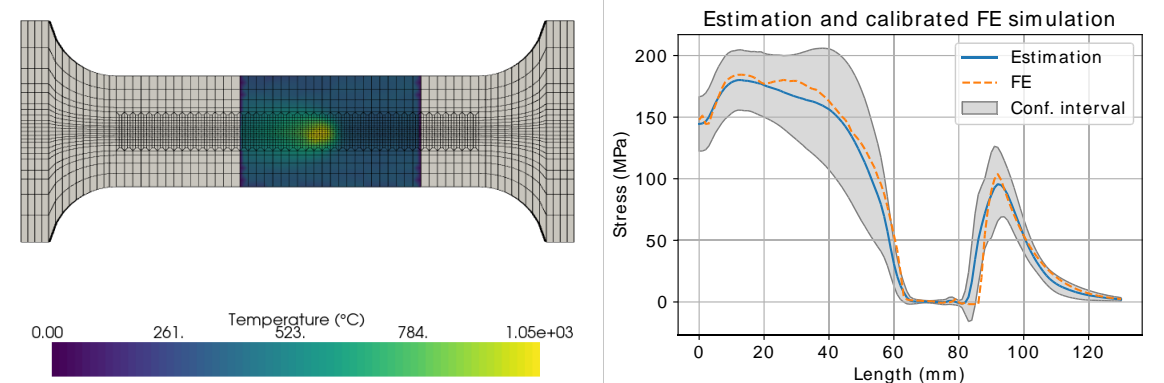 Temperature (°C)
0.00 261. 523. 784. 1.05e+03
Estimation and calibrated FE simulation
Estimation
FE
Conf. interval
Stress (MPa)
200
150
100
50
0
0 20 40 60 80 100 120
Length (mm)